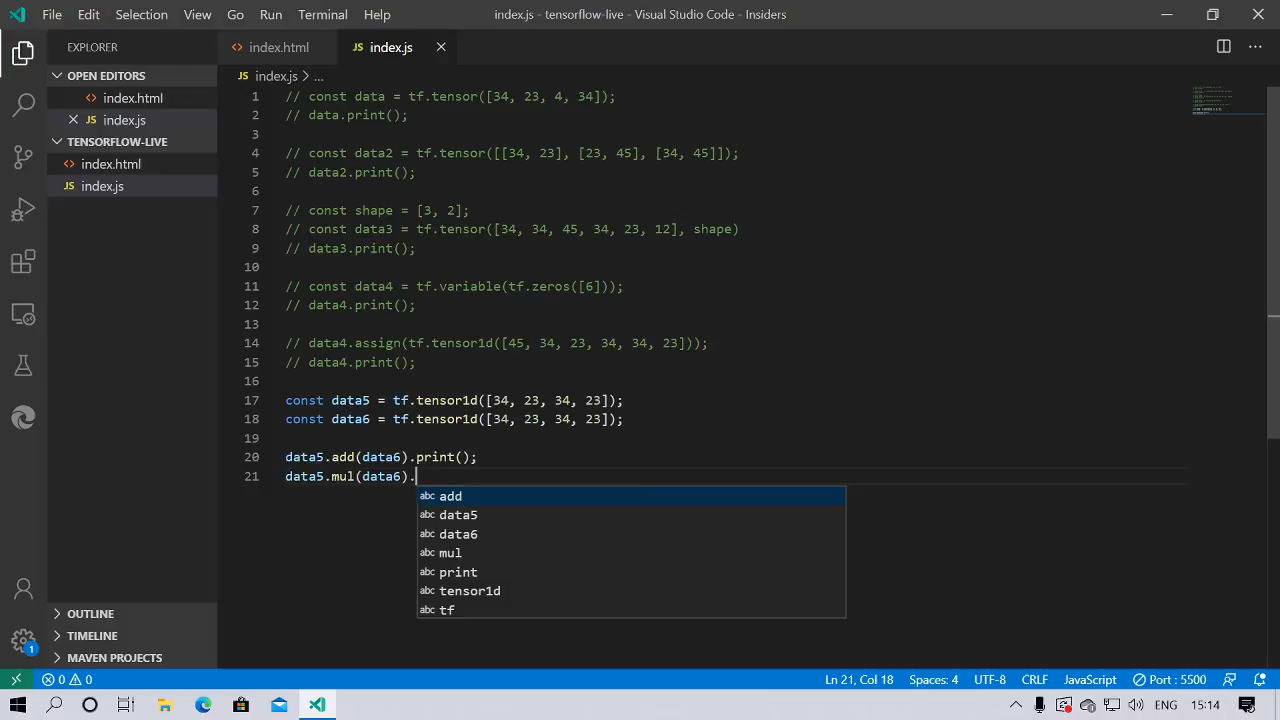 File Edit Selection View Go Run Terminal Help index.js - tensorflow-live - Visual Studio Code - Insiders
EXPLORER
OPEN EDITORS
index.html
JS index.js
TENSORFLOW-LIVE
index.html
JS index.js
OUTLINE
TIMELINE
MAVEN PROJECTS
1
index.html JS index.js
JS index.js > ...
1 // const data = tf.tensor([34, 23, 4, 34]);
2 // data.print();
3
4 // const data2 = tf.tensor([[34, 23], [23, 45], [34, 45]]);
5 // data2.print();
6
7 // const shape = [3, 2];
8 // const data3 = tf.tensor([34, 34, 45, 34, 23, 12], shape)
9 // data3.print();
10
11 // const data4 = tf.variable(tf.zeros([6]));
12 // data4.print();
13
14 // data4.assign(tf.tensor1d([45, 34, 23, 34, 34, 23]));
15 // data4.print();
16
17 const data5 = tf.tensor1d([34, 23, 34, 23]);
18 const data6 = tf.tensor1d([34, 23, 34, 23]);
19
20 data5.add(data6).print();
21 data5.mul(data6).
abc add
abc data5
abc data6
abc mul
abc print
abc tensor1d
abc tf
0 0 Ln 21, Col 18 Spaces: 4 UTF-8 CRLF JavaScript Port : 5500
ENG 15:14